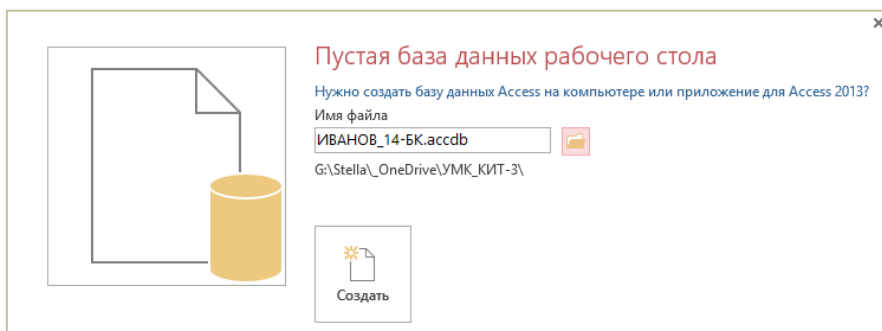 Пустая база данных рабочего стола
Нужно создать базу данных Access на компьютере или приложение для Access 2013?
Имя файла
ИВАНОВ_14-БК.accdb
G:\Stella\_OneDrive\УМК_КИТ-3\
Создать